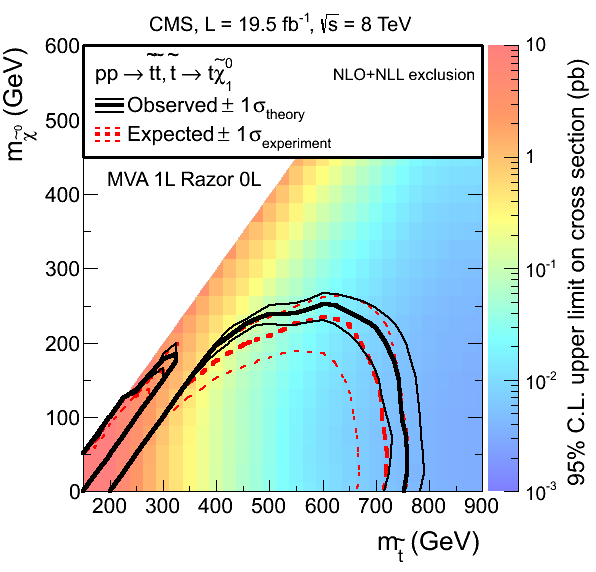 CMS, L = 19.5 fb⁻¹, √s = 8 TeV
pp → t̃t̃, t̃ → tχ̃⁰₁
NLO+NLL exclusion
Observed ± 1σ_theory
Expected ± 1σ_experiment
MVA 1L Razor 0L
m_χ̃⁰ (GeV)
600
500
400
300
200
100
0
200 300 400 500 600 700 800 900
m_t̃ (GeV)
10
1
10⁻¹
10⁻²
10⁻³
95% C.L. upper limit on cross section (pb)